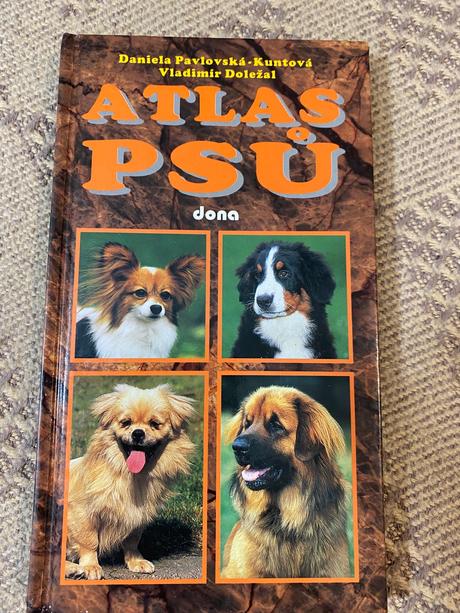 Daniela Pavlovská-Kuntová
Vladimír Doležal
ATLAS
PSŮ
dona